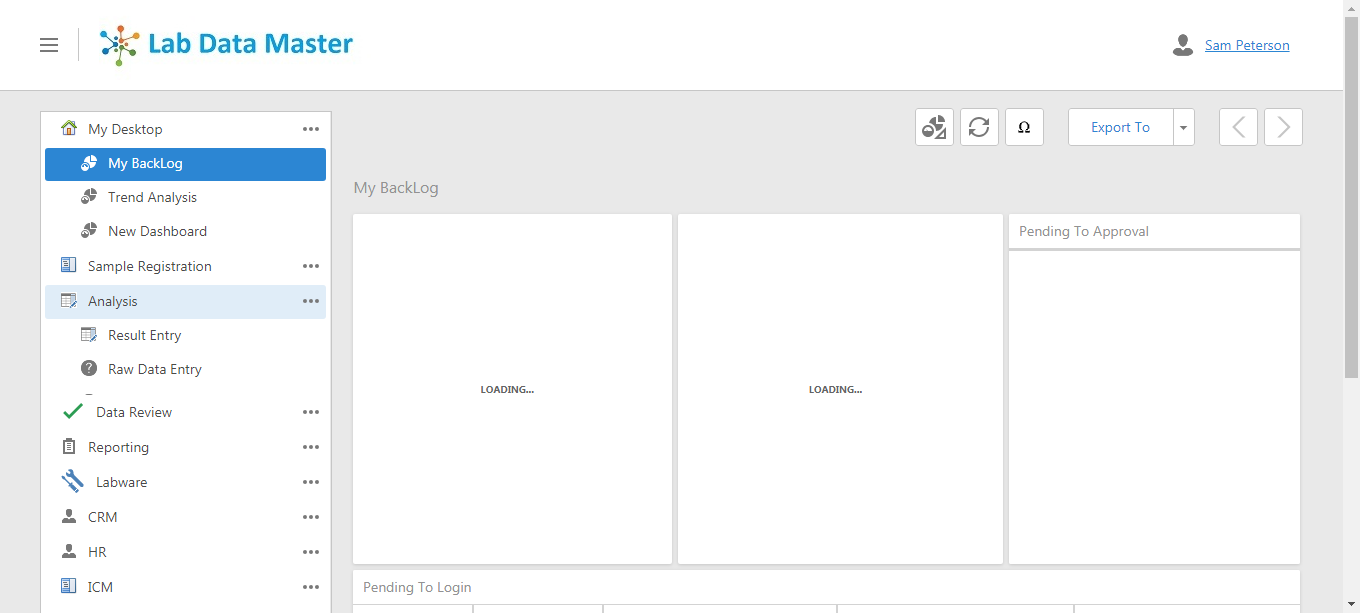 Lab Data Master
Sam Peterson
My Desktop
My BackLog
Trend Analysis
New Dashboard
Sample Registration
Analysis
Result Entry
Raw Data Entry
Data Review
Reporting
Labware
CRM
HR
ICM
Ω
Export To
My BackLog
LOADING...
LOADING...
Pending To Approval
Pending To Login